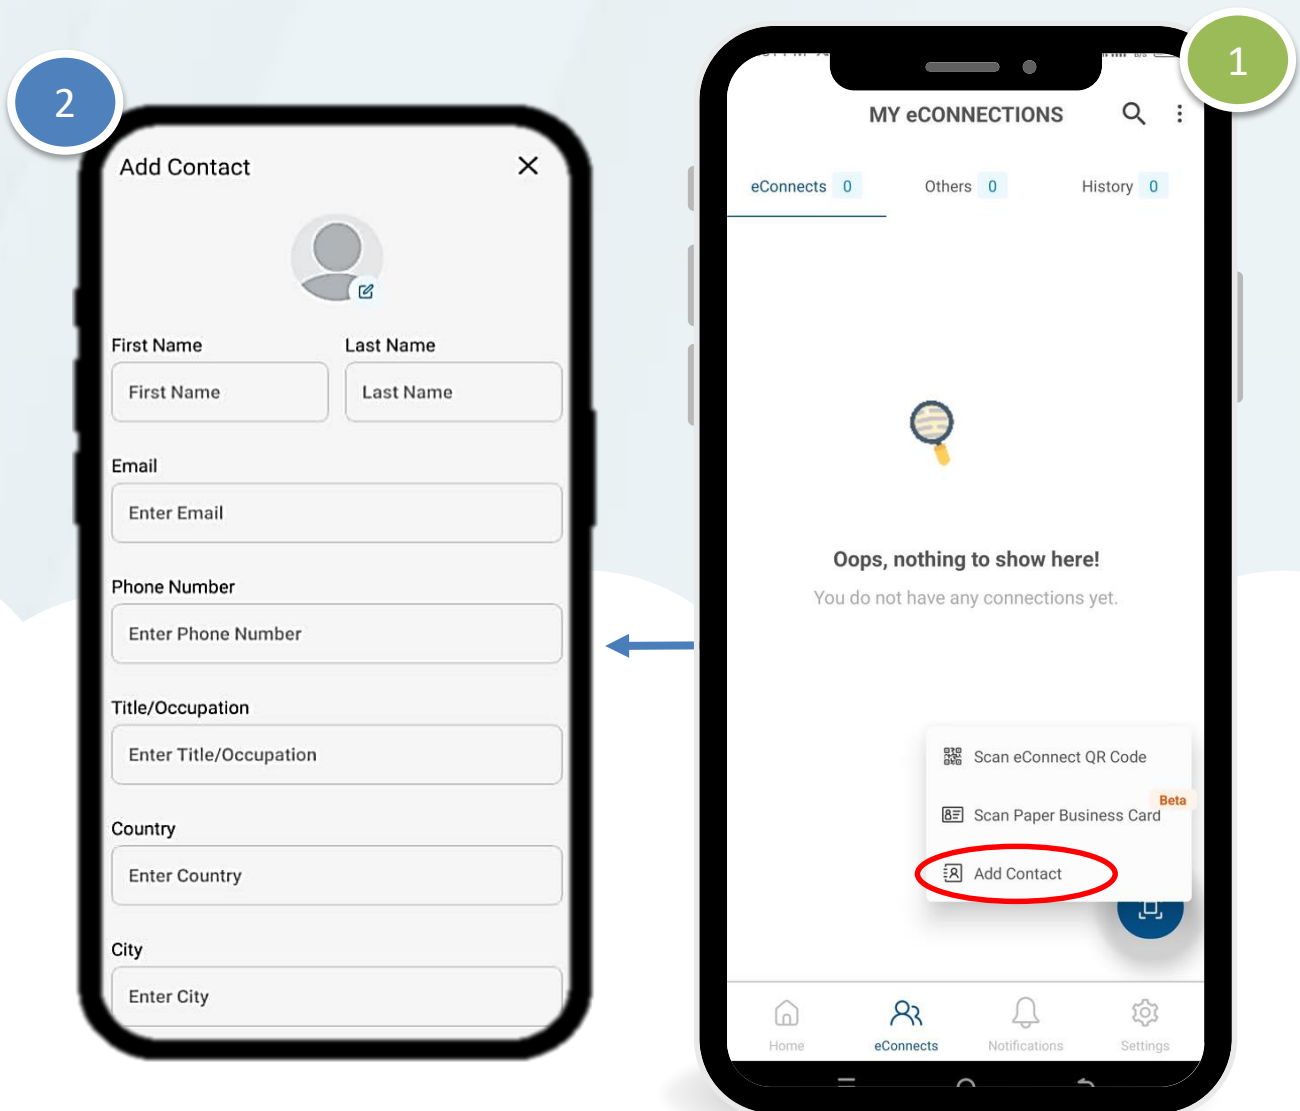 2
Add Contact
First Name
Last Name
First Name
Last Name
Email
Enter Email
Phone Number
Enter Phone Number
Title/Occupation
Enter Title/Occupation
Country
Enter Country
City
Enter City
1
MY eCONNECTIONS
eConnects 0
Others 0
History 0
Oops, nothing to show here!
You do not have any connections yet.
Scan eConnect QR Code
Beta
Scan Paper Business Card
Add Contact
Home
eConnects
Notifications
Settings